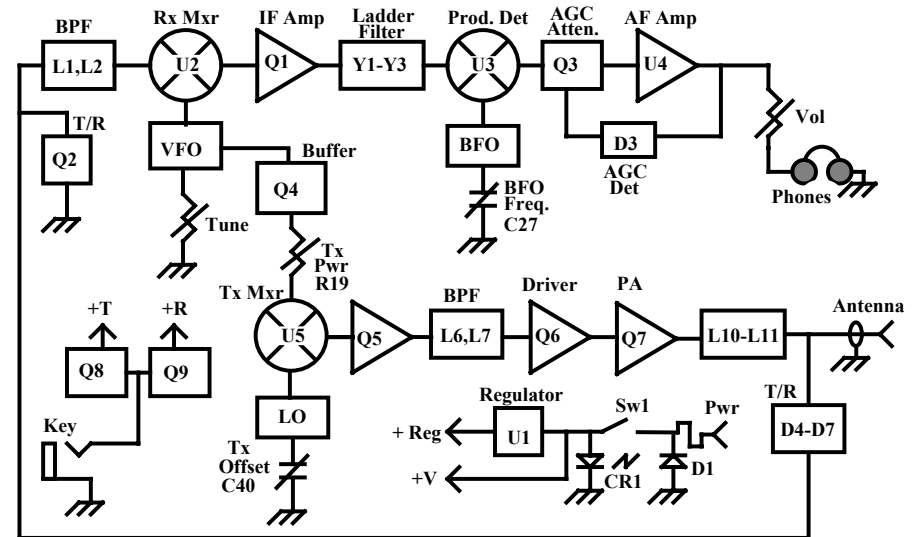 BPF
Rx Mxr
IF Amp
Ladder
Filter
Prod. Det
AGC
Atten.
AF Amp
L1,L2
U2
Q1
Y1-Y3
U3
Q3
U4
T/R
Q2
VFO
Buffer
Q4
BFO
D3
AGC
Det
Vol
Phones
Tune
BFO
Freq.
C27
Tx
Pwr
R19
Tx Mxr
U5
Q5
BPF
L6,L7
Driver
Q6
PA
Q7
L10-L11
Antenna
+T
+R
Q8
Q9
Key
LO
Tx
Offset
C40
Regulator
U1
+ Reg
+V
Sw1
CR1
Pwr
D1
T/R
D4-D7